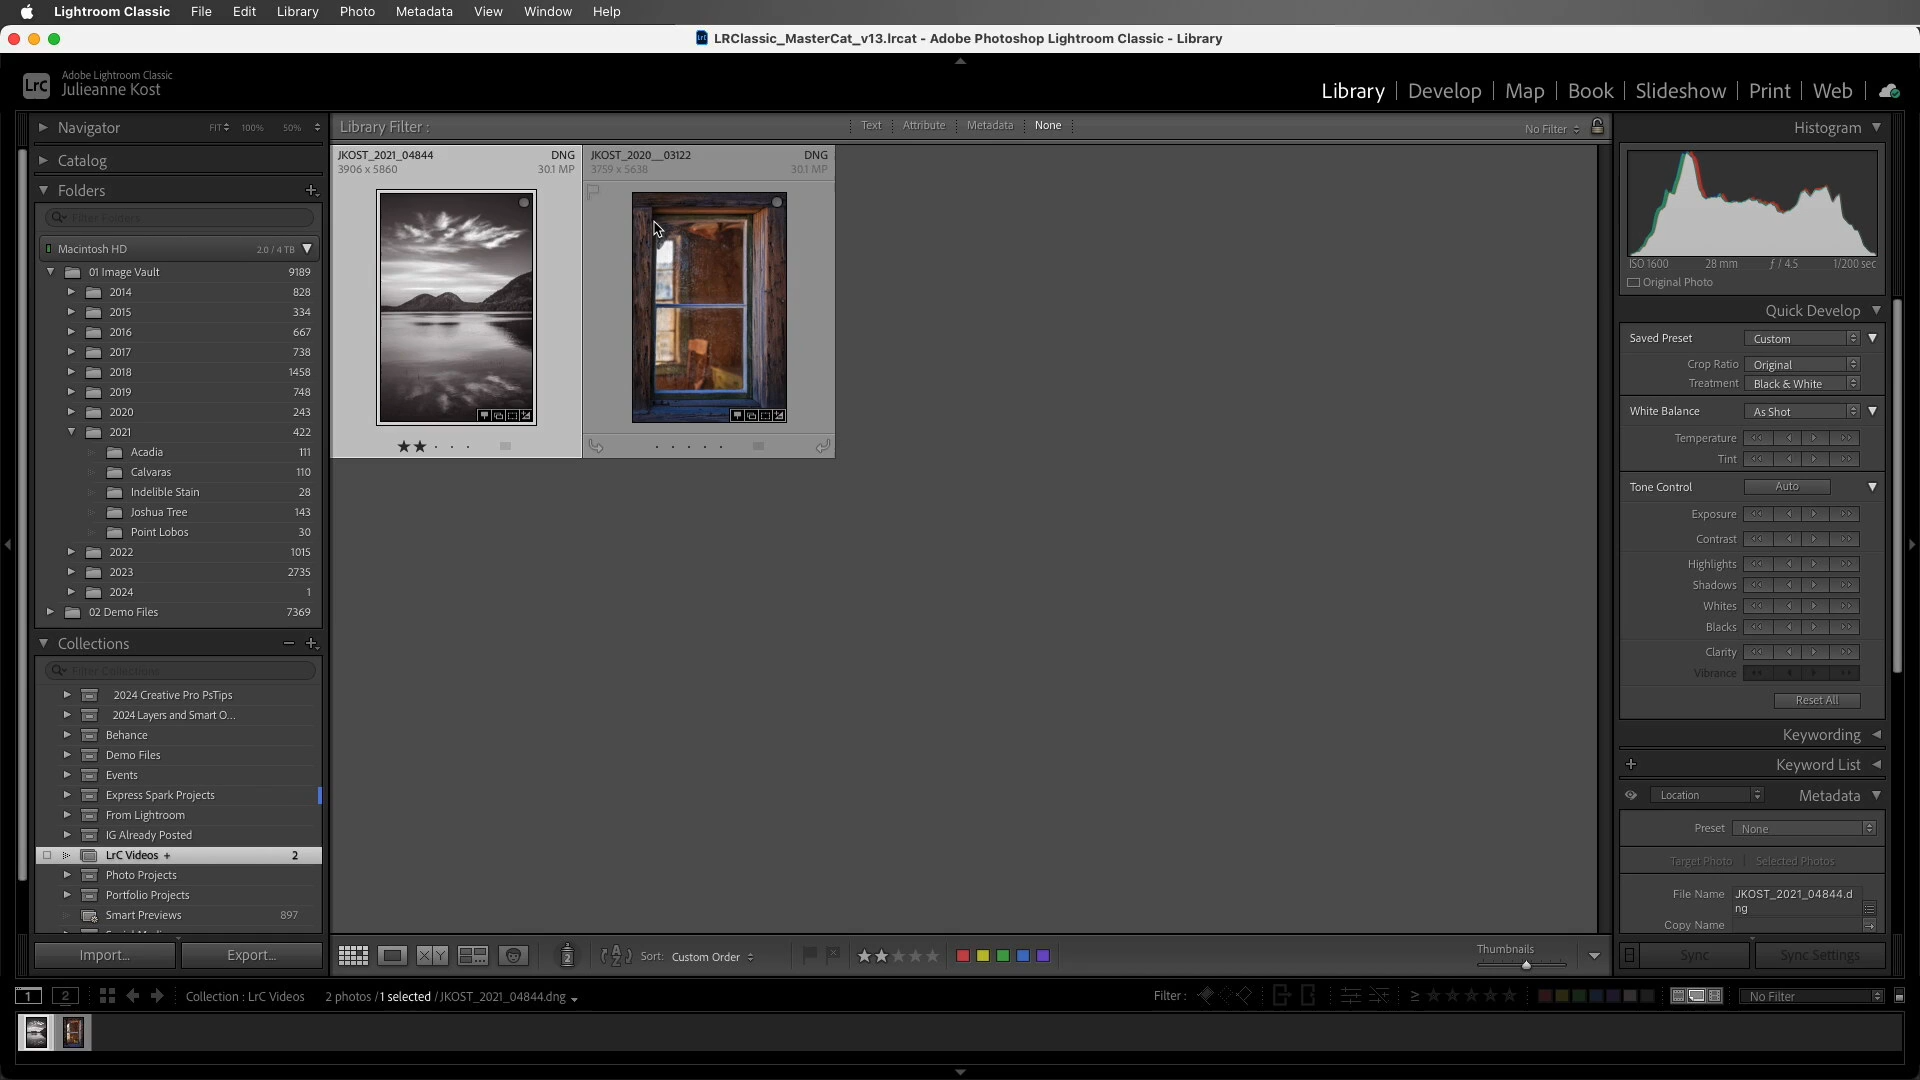 Lightroom Classic File Edit Library Photo Metadata View Window Help
LRClassic_MasterCat_v13.lrcat - Adobe Photoshop Lightroom Classic - Library
LrC Adobe Lightroom Classic
Julieanne Kost
Library | Develop | Map | Book | Slideshow | Print | Web
Navigator FIT 100% 50%
Catalog
Folders
Filter Folders
Macintosh HD 2.0 / 4 TB
01 Image Vault 9189
2014 828
2015 334
2016 667
2017 738
2018 1458
2019 748
2020 243
2021 422
Acadia 111
Calvaras 110
Indelible Stain 28
Joshua Tree 143
Point Lobos 30
2022 1015
2023 2735
2024 1
02 Demo Files 7369
Collections
Filter Collections
2024 Creative Pro PsTips
2024 Layers and Smart O...
Behance
Demo Files
Events
Express Spark Projects
From Lightroom
IG Already Posted
LrC Videos + 2
Photo Projects
Portfolio Projects
Smart Previews 897
Import... Export...
Library Filter : Text Attribute Metadata None No Filter
JKOST_2021_04844 DNG
3906 x 5860 30.1 MP
JKOST_2020__03122 DNG
3759 x 5638 30.1 MP
Histogram
ISO 1600 28 mm ƒ / 4.5 1/200 sec
Original Photo
Quick Develop
Saved Preset Custom
Crop Ratio Original
Treatment Black & White
White Balance As Shot
Temperature
Tint
Tone Control Auto
Exposure
Contrast
Highlights
Shadows
Whites
Blacks
Clarity
Vibrance
Reset All
Keywording
Keyword List
Location Metadata
Preset None
Target Photo Selected Photos
File Name JKOST_2021_04844.d
ng
Copy Name
Sync Sync Settings
XY 2 AZ Sort: Custom Order Thumbnails
1 2 Collection : LrC Videos 2 photos / 1 selected / JKOST_2021_04844.dng Filter : ≥ No Filter